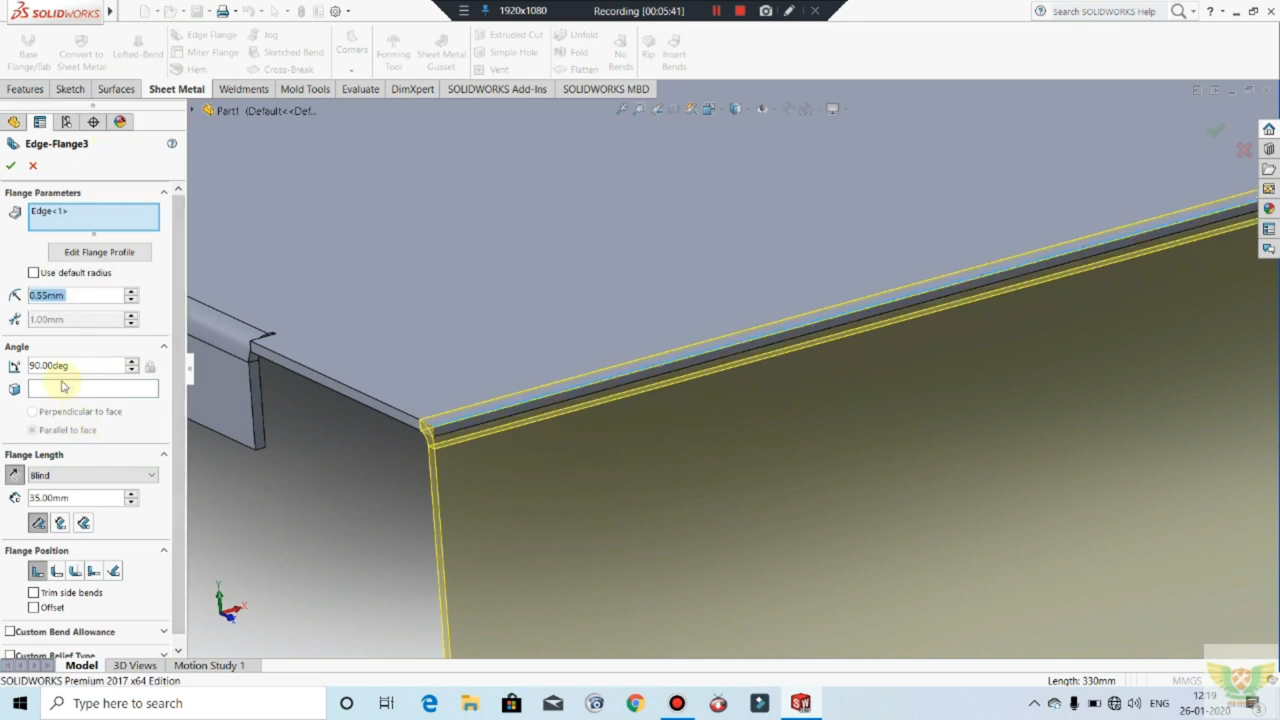 SOLIDWORKS
1920x1080
Recording [00:05:41]
Search SOLIDWORKS Help
?
Base
Flange/Tab
Convert to
Sheet Metal
Lofted-Bend
Edge Flange
Miter Flange
Hem
Jog
Sketched Bend
Cross-Break
Corners
Forming
Tool
Sheet Metal
Gusset
Extruded Cut
Simple Hole
Vent
Unfold
Fold
Flatten
No
Bends
Rip
Insert
Bends
Features
Sketch
Surfaces
Sheet Metal
Weldments
Mold Tools
Evaluate
DimXpert
SOLIDWORKS Add-Ins
SOLIDWORKS MBD
Part1 (Default<<Def...
Edge-Flange3
Flange Parameters
Edge<1>
Edit Flange Profile
Use default radius
0.55mm
1.00mm
Angle
90.00deg
Perpendicular to face
Parallel to face
Flange Length
Blind
35.00mm
Flange Position
Trim side bends
Offset
Custom Bend Allowance
Custom Relief Type
Y
X
Z
Model
3D Views
Motion Study 1
SOLIDWORKS Premium 2017 x64 Edition
Length: 330mm
MMGS
Type here to search
ENG
12:19
26-01-2020
3